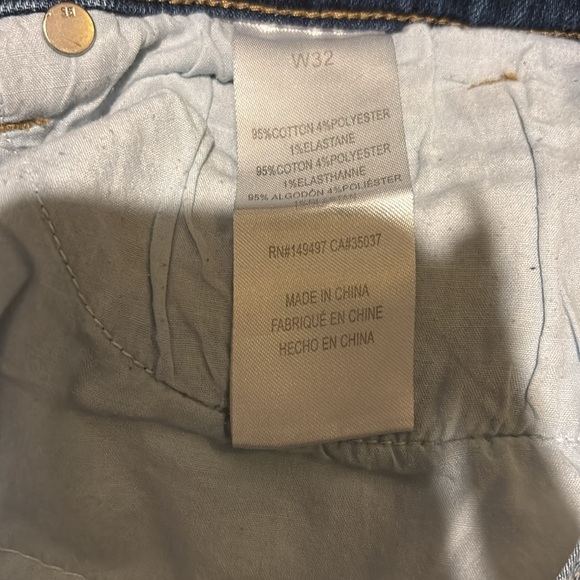 W32
95%COTTON 4%POLYESTER
1%ELASTANE
95%COTON 4%POLYESTER
1%ELASTHANNE
95% ALGODÓN 4%POLIÉSTER
RN#149497 CA#35037
MADE IN CHINA
FABRIQUÉ EN CHINE
HECHO EN CHINA